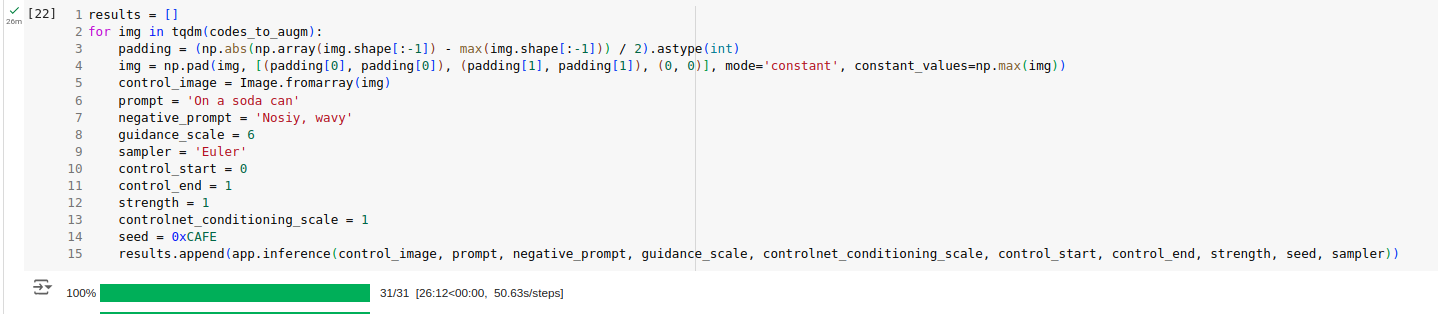 [22]
26m
1 results = []
2 for img in tqdm(codes_to_augm):
3     padding = (np.abs(np.array(img.shape[:-1]) - max(img.shape[:-1])) / 2).astype(int)
4     img = np.pad(img, [(padding[0], padding[0]), (padding[1], padding[1]), (0, 0)], mode='constant', constant_values=np.max(img))
5     control_image = Image.fromarray(img)
6     prompt = 'On a soda can'
7     negative_prompt = 'Nosiy, wavy'
8     guidance_scale = 6
9     sampler = 'Euler'
10     control_start = 0
11     control_end = 1
12     strength = 1
13     controlnet_conditioning_scale = 1
14     seed = 0xCAFE
15     results.append(app.inference(control_image, prompt, negative_prompt, guidance_scale, controlnet_conditioning_scale, control_start, control_end, strength, seed, sampler))
100% 31/31 [26:12<00:00, 50.63s/steps]